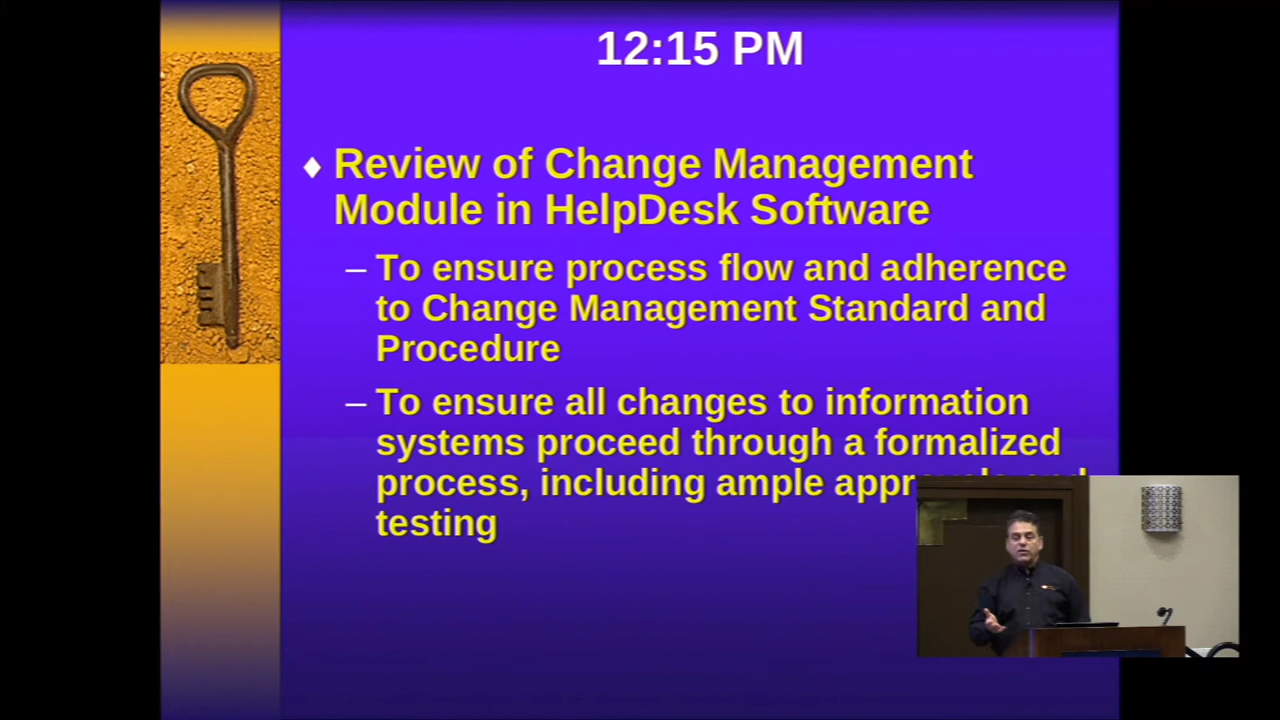 12:15 PM
♦ Review of Change Management
Module in HelpDesk Software
– To ensure process flow and adherence
to Change Management Standard and
Procedure
– To ensure all changes to information
systems proceed through a formalized
process, including ample
testing